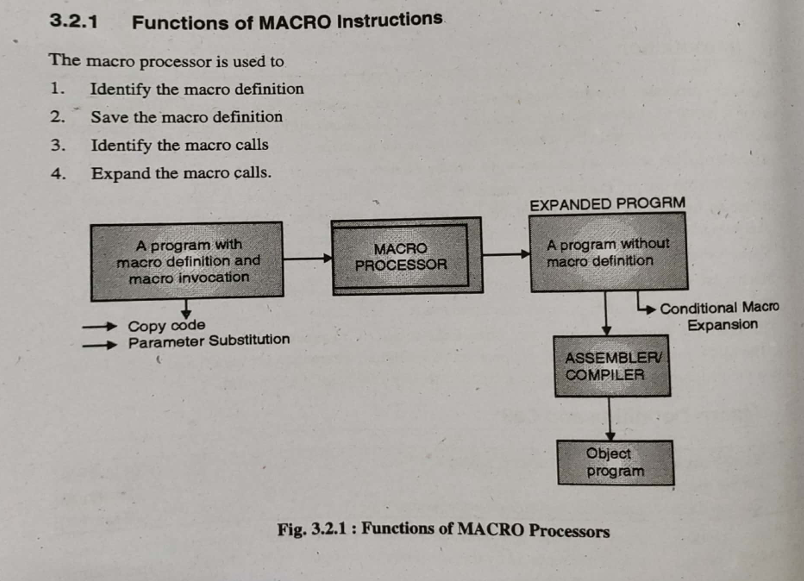 3.2.1 Functions of MACRO Instructions
The macro processor is used to
1. Identify the macro definition
2. Save the macro definition
3. Identify the macro calls
4. Expand the macro calls.
EXPANDED PROGRM
A program with
macro definition and
macro invocation
MACRO
PROCESSOR
A program without
macro definition
Copy code
Parameter Substitution
Conditional Macro
Expansion
ASSEMBLER/
COMPILER
Object
program
Fig. 3.2.1 : Functions of MACRO Processors